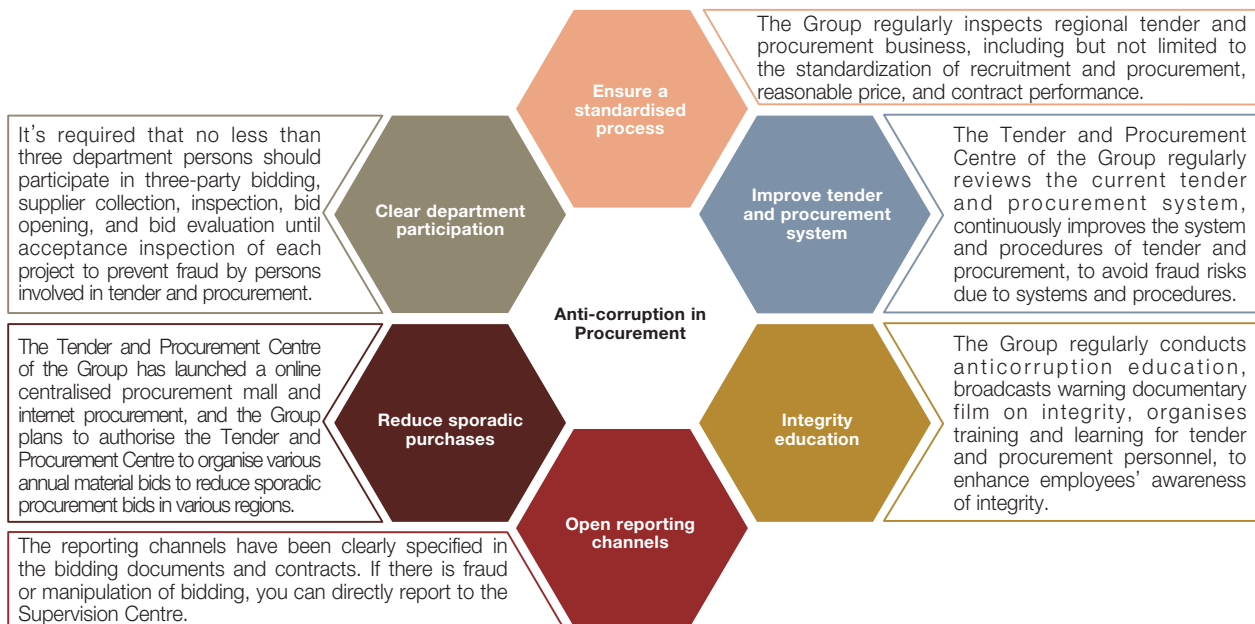 The Group regularly inspects regional tender and
procurement business, including but not limited to
the standardization of recruitment and procurement,
reasonable price, and contract performance.
Ensure a
standardised
process
It's required that no less than
three department persons should
participate in three-party bidding,
supplier collection, inspection, bid
opening, and bid evaluation until
acceptance inspection of each
project to prevent fraud by persons
involved in tender and procurement.
Clear department
participation
Improve tender
and procurement
system
The Tender and Procurement
Centre of the Group regularly
reviews the current tender
and procurement system,
continuously improves the system
and procedures of tender and
procurement, to avoid fraud risks
due to systems and procedures.
Anti-corruption in
Procurement
The Tender and Procurement Centre
of the Group has launched a online
centralised procurement mall and
internet procurement, and the Group
plans to authorise the Tender and
Procurement Centre to organise various
annual material bids to reduce sporadic
procurement bids in various regions.
Reduce sporadic
purchases
Integrity
education
The Group regularly conducts
anticorruption education,
broadcasts warning documentary
film on integrity, organises
training and learning for tender
and procurement personnel, to
enhance employees' awareness
of integrity.
Open reporting
channels
The reporting channels have been clearly specified in
the bidding documents and contracts. If there is fraud
or manipulation of bidding, you can directly report to the
Supervision Centre.